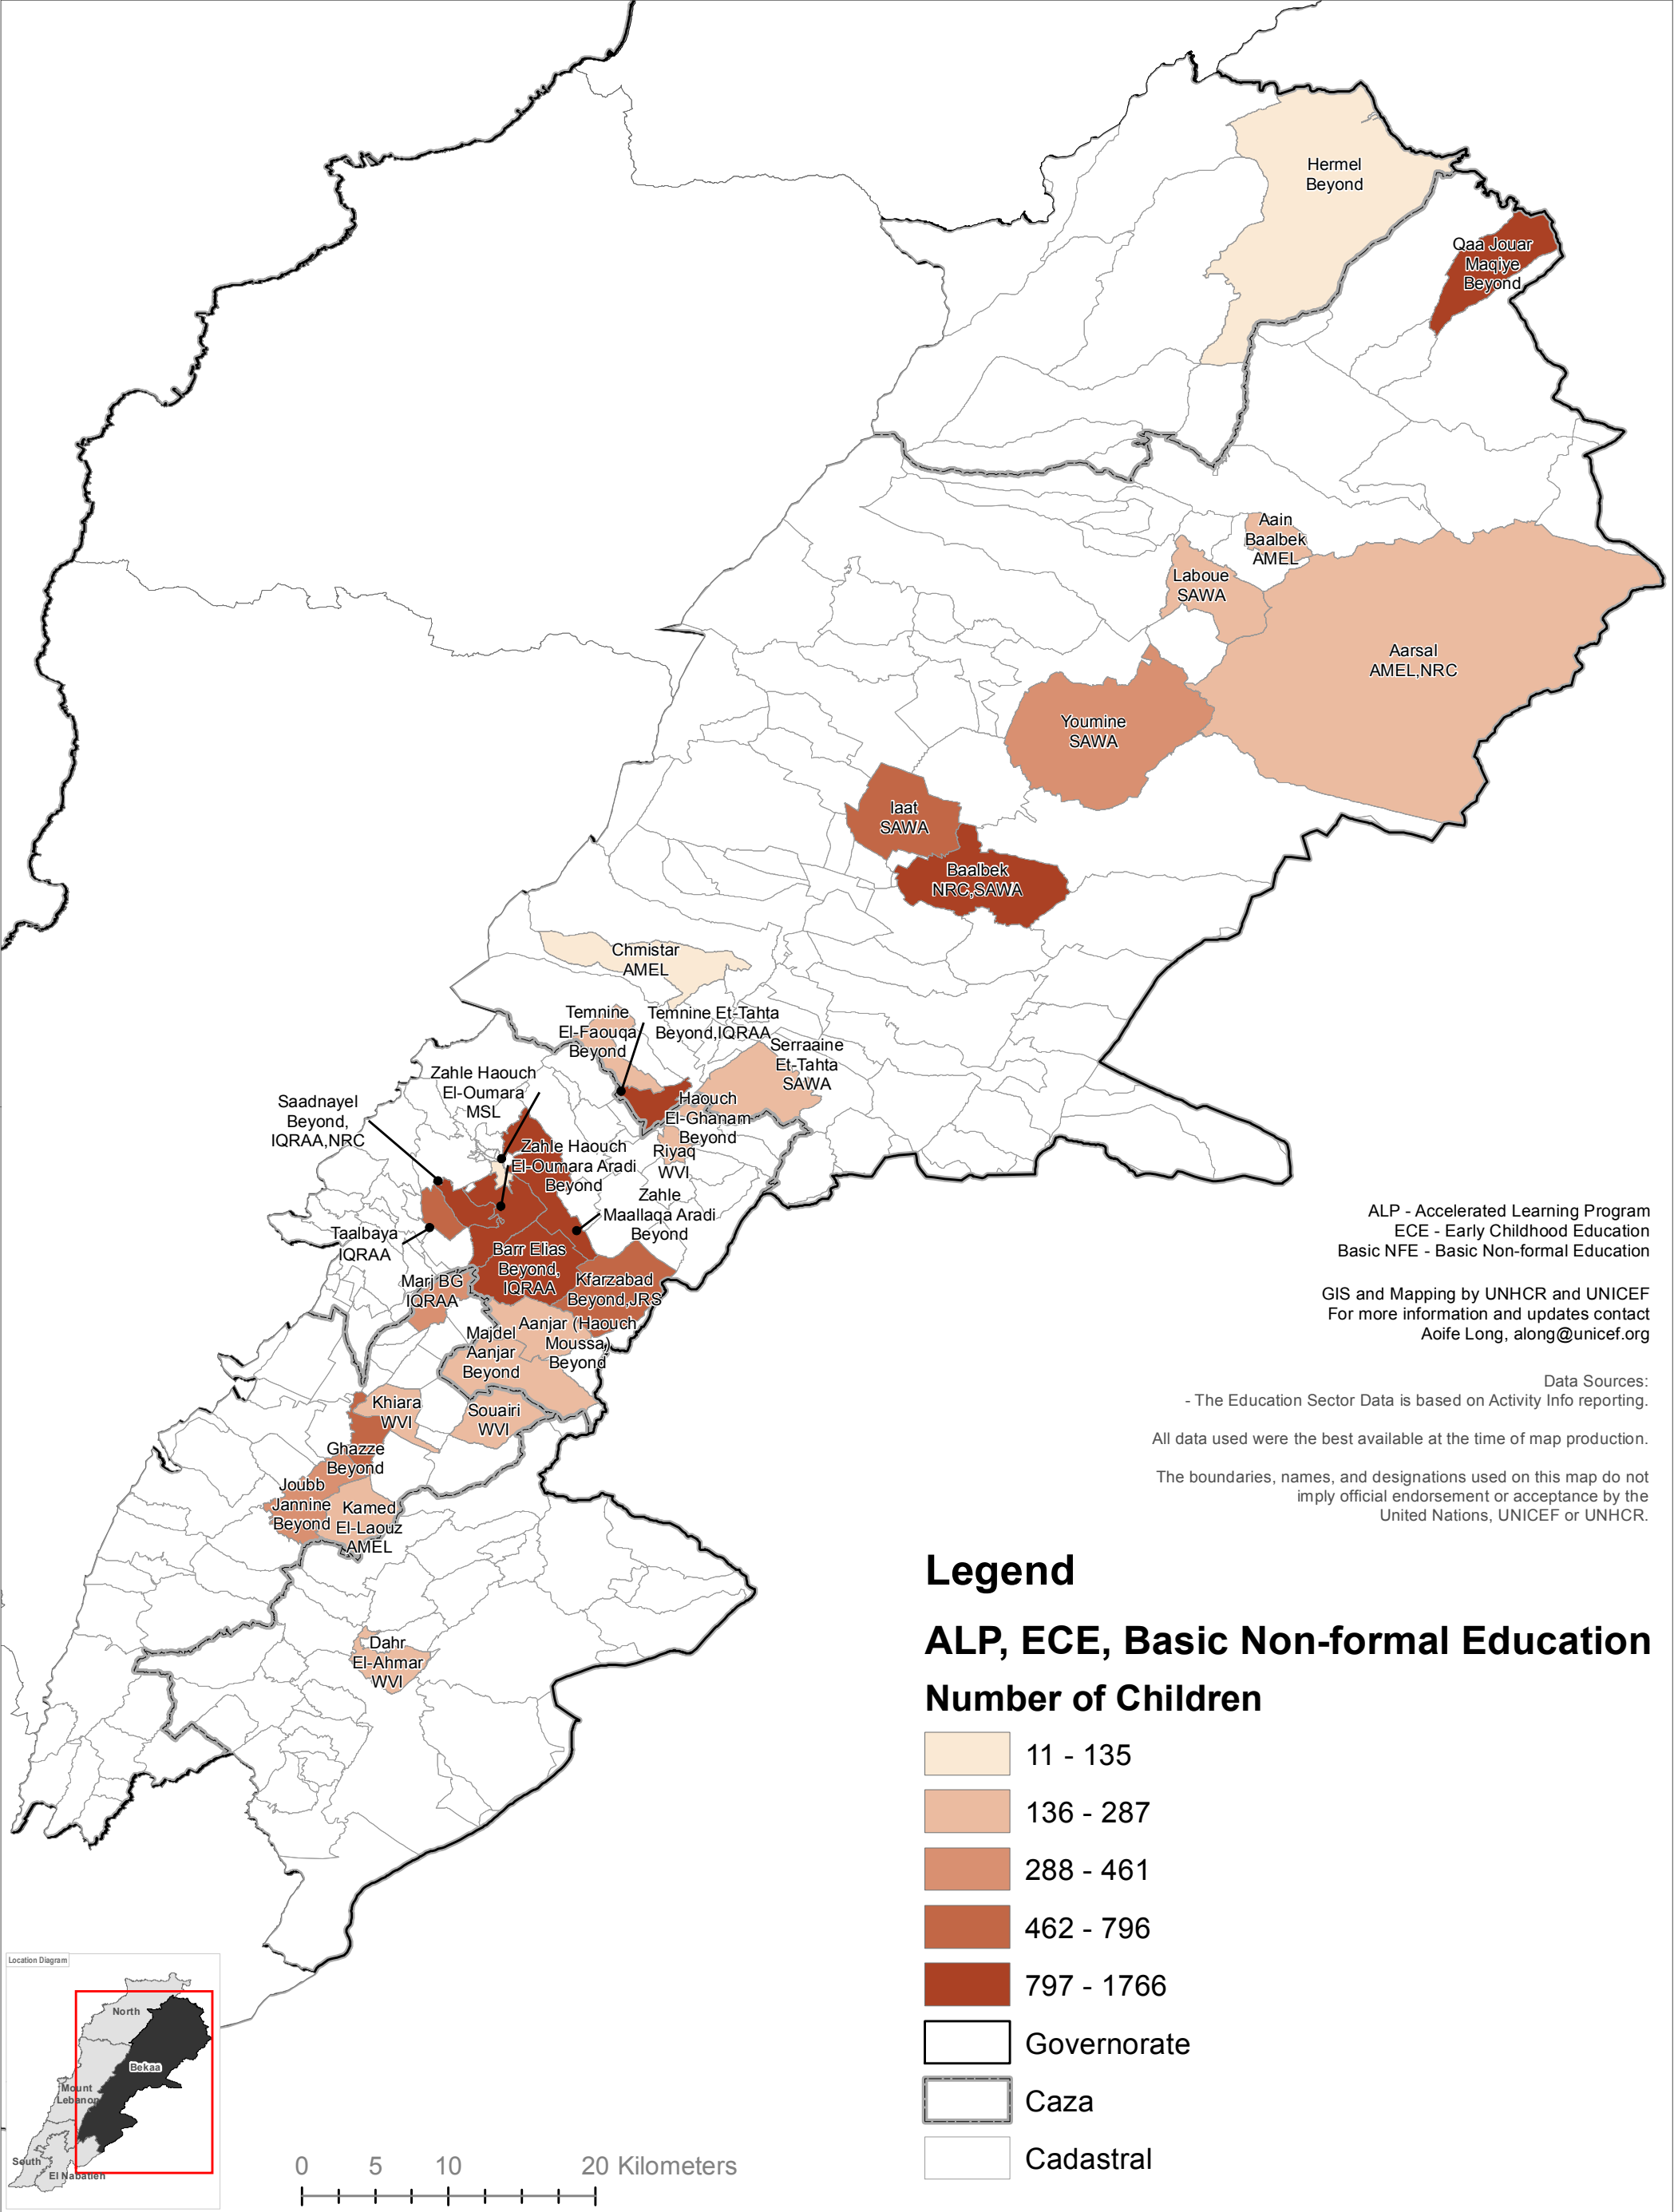 Hermel
Beyond
Qaa Jouar
Maqiye
Beyond
Aain
Baalbek
AMEL
Laboue
SAWA
Aarsal
AMEL,NRC
Youmine
SAWA
Iaat
SAWA
Baalbek
NRC,SAWA
Chmistar
AMEL
Temnine
El-Faouqa
Beyond
Temnine Et-Tahta
Beyond,IQRAA
Serraaine
Et-Tahta
SAWA
Zahle Haouch
El-Oumara
MSL
Saadnayel
Beyond,
IQRAA,NRC
Haouch
El-Ghanam
Beyond
Riyaq
WVI
Zahle Haouch
El-Oumara Aradi
Beyond
Zahle
Maallaqa Aradi
Beyond
Taalbaya
IQRAA
Barr Elias
Beyond,
IQRAA
Kfarzabad
Beyond,JRS
Marj BG
IQRAA
Aanjar (Haouch
Moussa)
Beyond
Majdel
Aanjar
Beyond
Khiara
WVI
Souairi
WVI
Ghazze
Beyond
Joubb
Jannine
Beyond
Kamed
El-Laouz
AMEL
Dahr
El-Ahmar
WVI
ALP - Accelerated Learning Program
ECE - Early Childhood Education
Basic NFE - Basic Non-formal Education
GIS and Mapping by UNHCR and UNICEF
For more information and updates contact
Aoife Long, along@unicef.org
Data Sources:
- The Education Sector Data is based on Activity Info reporting.
All data used were the best available at the time of map production.
The boundaries, names, and designations used on this map do not
imply official endorsement or acceptance by the
United Nations, UNICEF or UNHCR.
Legend
ALP, ECE, Basic Non-formal Education
Number of Children
11 - 135
136 - 287
288 - 461
462 - 796
797 - 1766
Governorate
Caza
Cadastral
Location Diagram
North
Bekaa
Mount
Lebanon
South
El Nabatieh
0 5 10 20 Kilometers